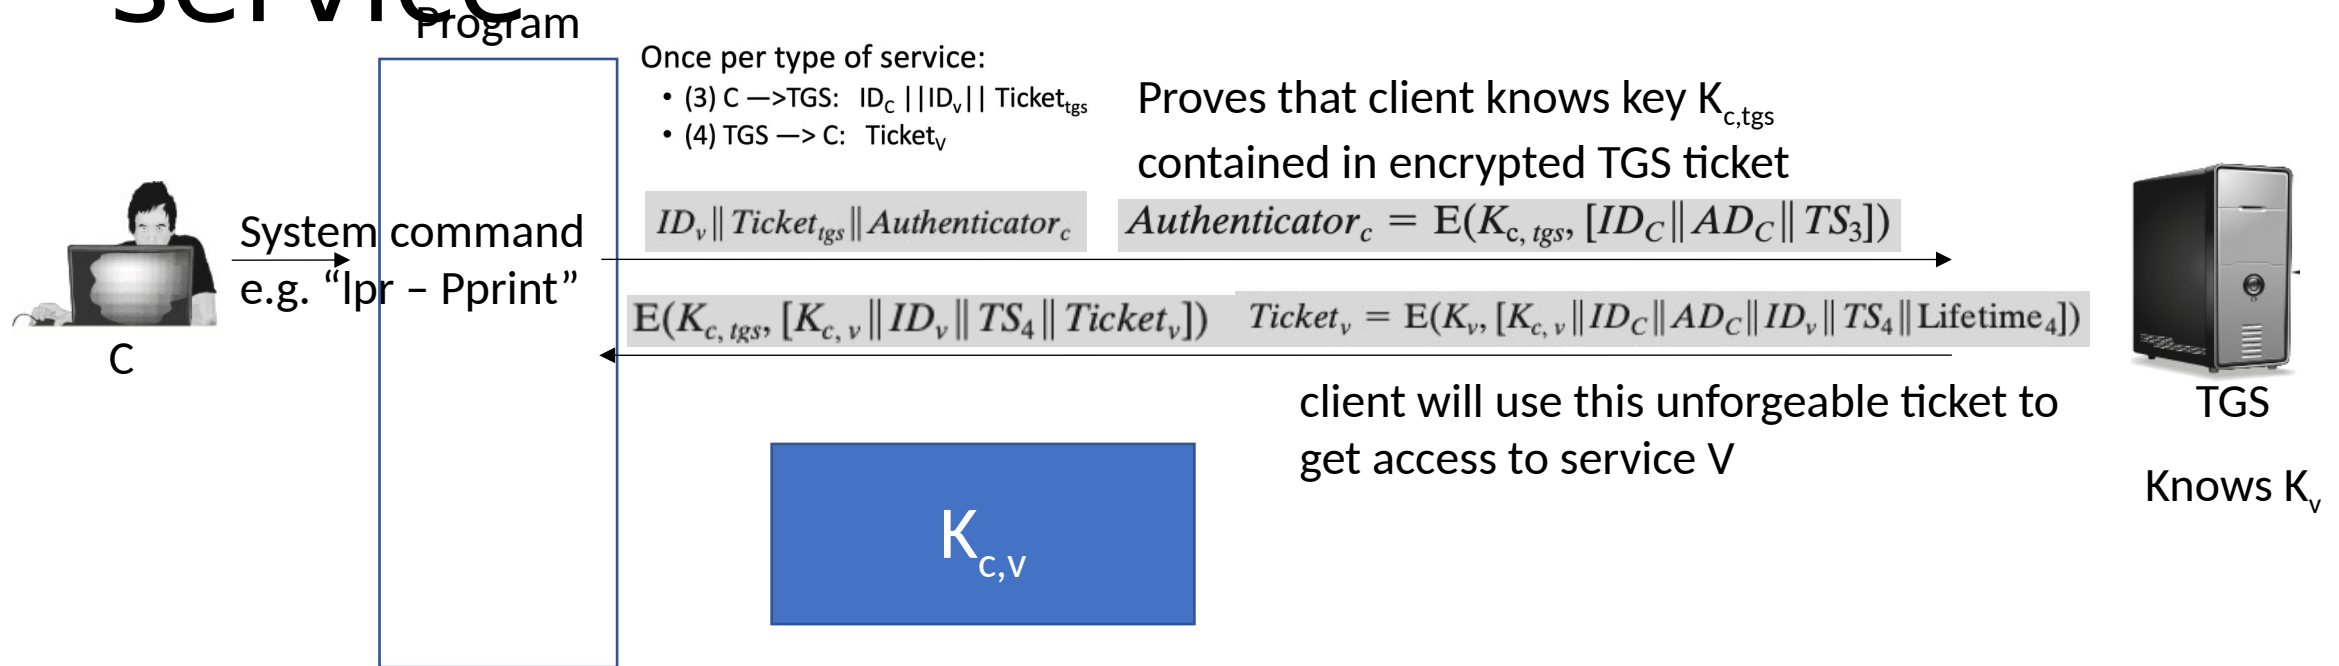 service
Program
Once per type of service:
• (3) C —>TGS: ID_C ||ID_v|| Ticket_tgs
• (4) TGS —> C: Ticket_V
Proves that client knows key K_c,tgs
contained in encrypted TGS ticket
System command
e.g. “lpr – Pprint”
ID_v || Ticket_tgs || Authenticator_c
Authenticator_c = E(K_c, tgs, [ID_C || AD_C || TS_3])
E(K_c, tgs, [K_c, v || ID_v || TS_4 || Ticket_v])
Ticket_v = E(K_v, [K_c, v || ID_C || AD_C || ID_v || TS_4 || Lifetime_4])
C
client will use this unforgeable ticket to
get access to service V
TGS
Knows K_v
K_c,v